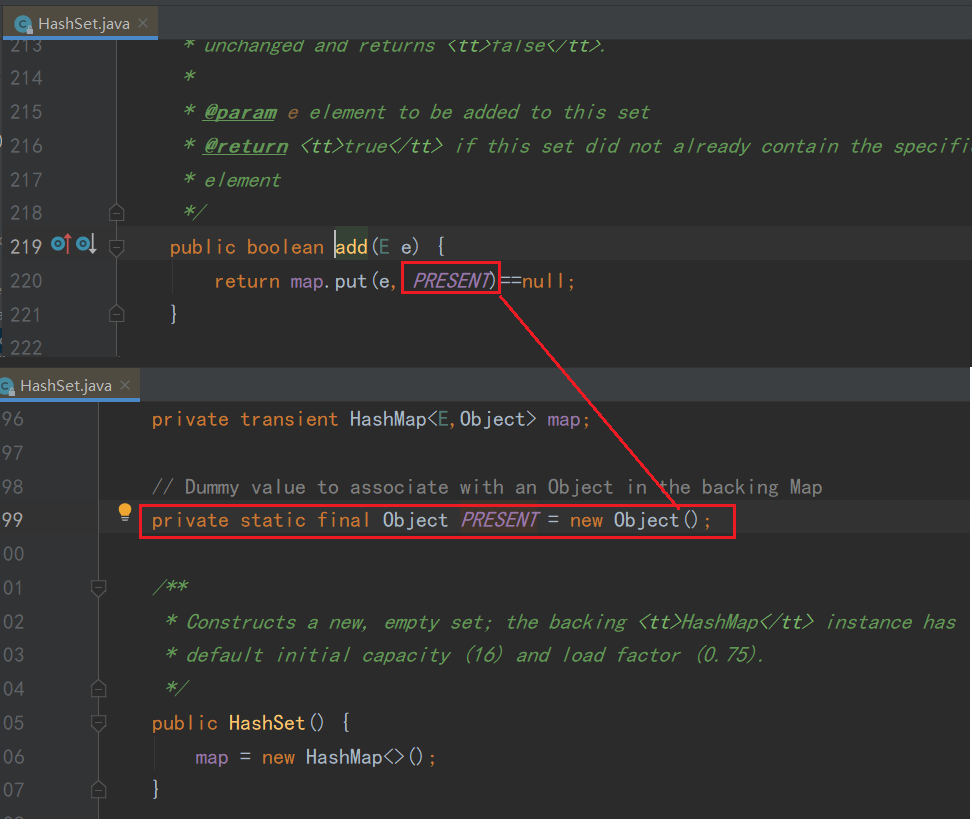 HashSet.java
213 * unchanged and returns <tt>false</tt>.
214 *
215 * @param e element to be added to this set
216 * @return <tt>true</tt> if this set did not already contain the
217 * element
218 */
219 public boolean add(E e) {
220 return map.put(e, PRESENT)==null;
221 }
222
HashSet.java
96 private transient HashMap<E,Object> map;
97
98 // Dummy value to associate with an Object in the backing Map
99 private static final Object PRESENT = new Object();
00
01 /**
02 * Constructs a new, empty set; the backing <tt>HashMap</tt> instance has
03 * default initial capacity (16) and load factor (0.75).
04 */
05 public HashSet() {
06 map = new HashMap<>();
07 }